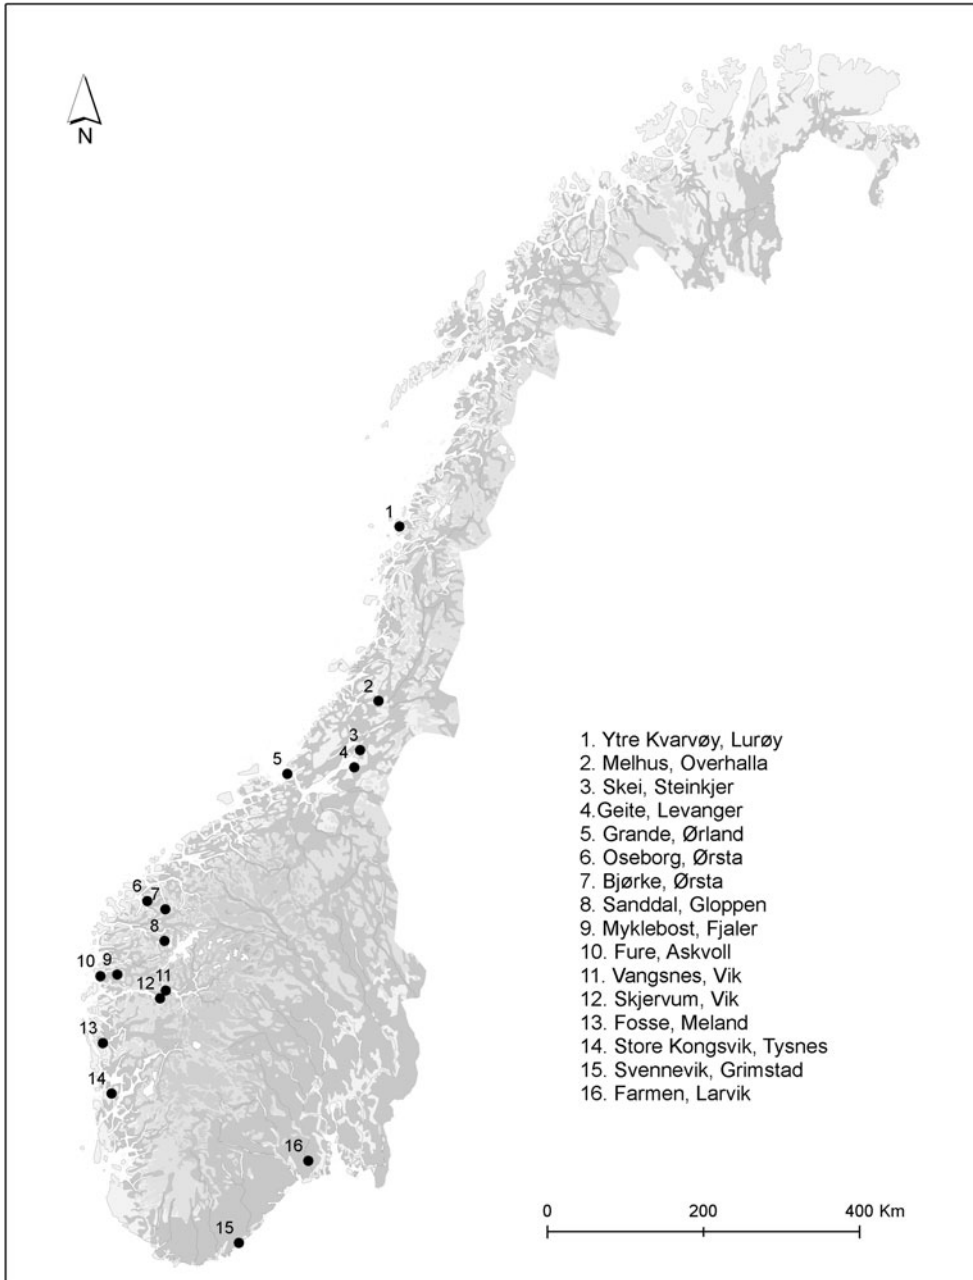 N
1
2
3
4
5
6
7
8
9
10
11
12
13
14
15
16
1. Ytre Kvarvøy, Lurøy
2. Melhus, Overhalla
3. Skei, Steinkjer
4.Geite, Levanger
5. Grande, Ørland
6. Oseborg, Ørsta
7. Bjørke, Ørsta
8. Sanddal, Gloppen
9. Myklebost, Fjaler
10. Fure, Askvoll
11. Vangsnes, Vik
12. Skjervum, Vik
13. Fosse, Meland
14. Store Kongsvik, Tysnes
15. Svennevik, Grimstad
16. Farmen, Larvik
0 200 400 Km